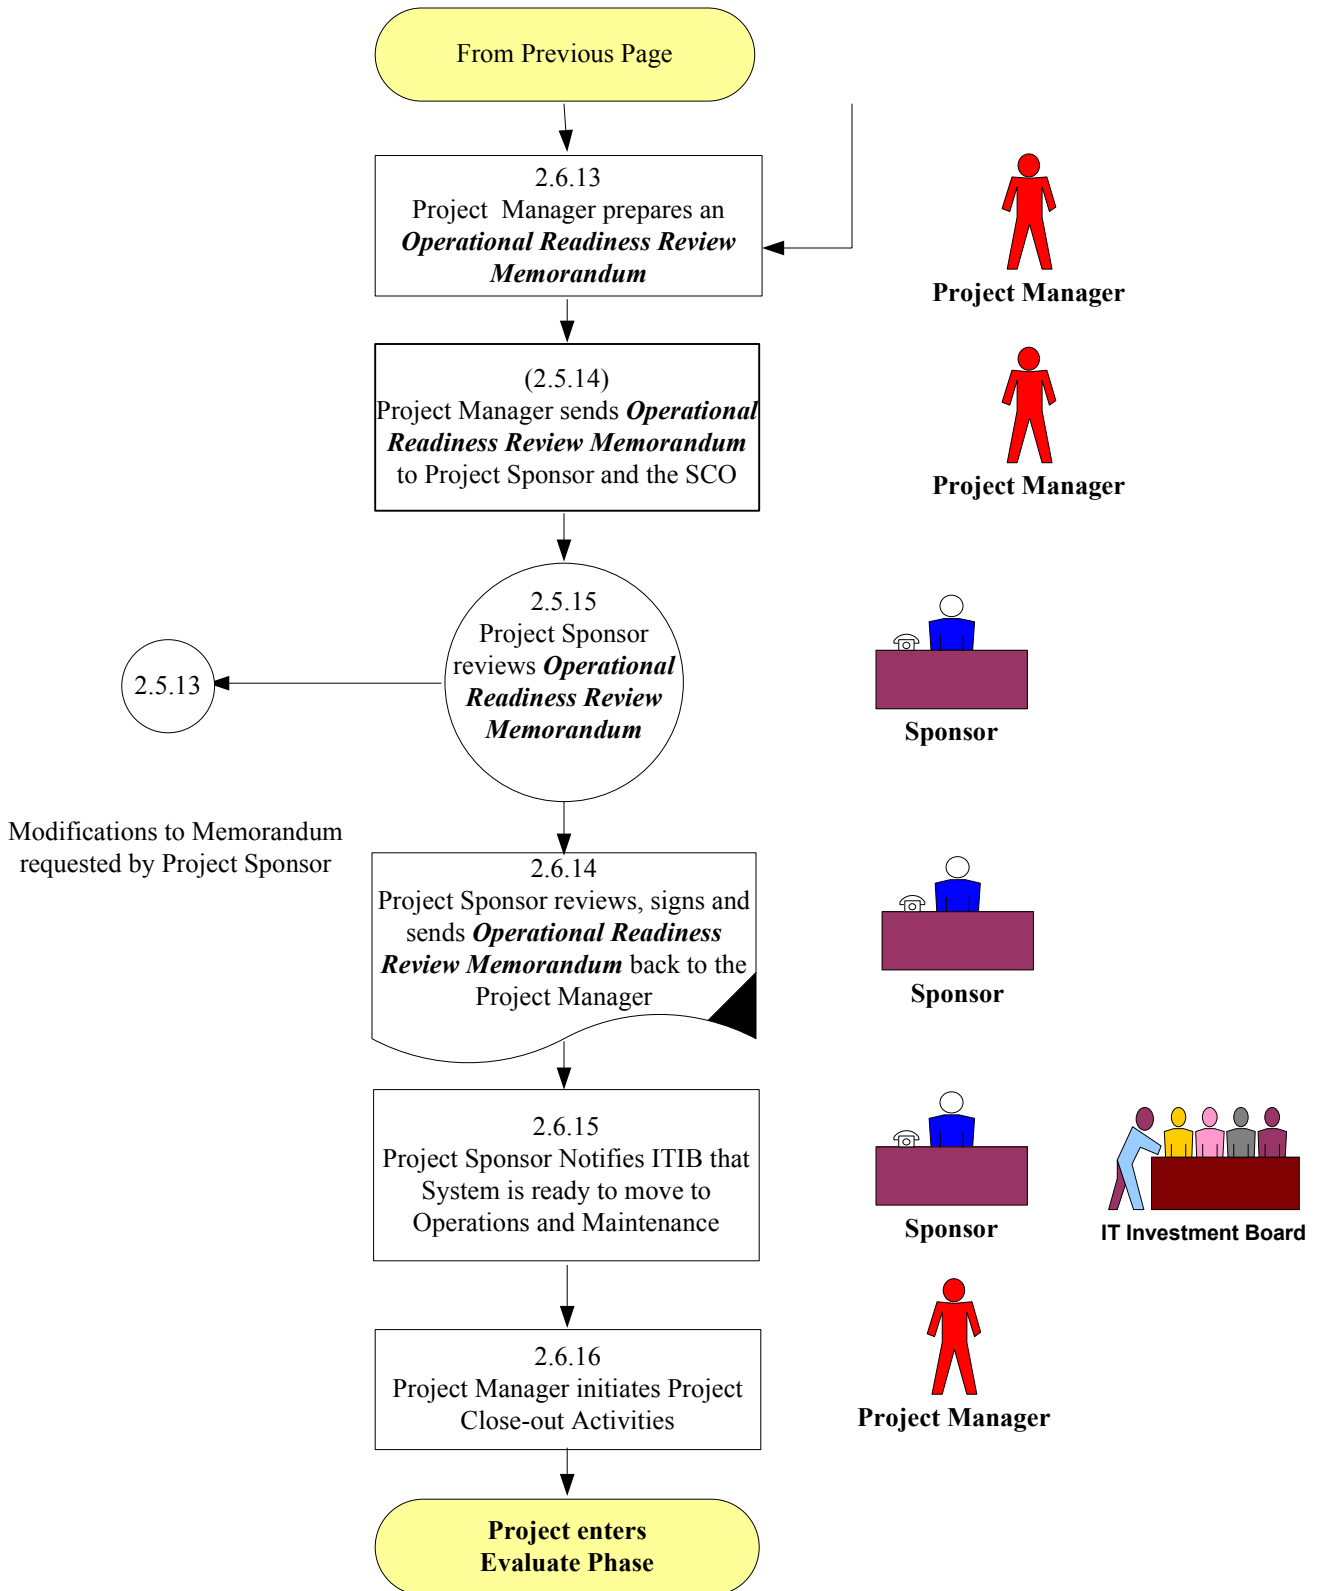 From Previous Page
2.6.13
Project Manager prepares an
Operational Readiness Review
Memorandum
Project Manager
(2.5.14)
Project Manager sends Operational
Readiness Review Memorandum
to Project Sponsor and the SCO
Project Manager
2.5.15
Project Sponsor
reviews Operational
Readiness Review
Memorandum
2.5.13
Sponsor
Modifications to Memorandum
requested by Project Sponsor
2.6.14
Project Sponsor reviews, signs and
sends Operational Readiness
Review Memorandum back to the
Project Manager
Sponsor
2.6.15
Project Sponsor Notifies ITIB that
System is ready to move to
Operations and Maintenance
Sponsor
IT Investment Board
2.6.16
Project Manager initiates Project
Close-out Activities
Project Manager
Project enters
Evaluate Phase